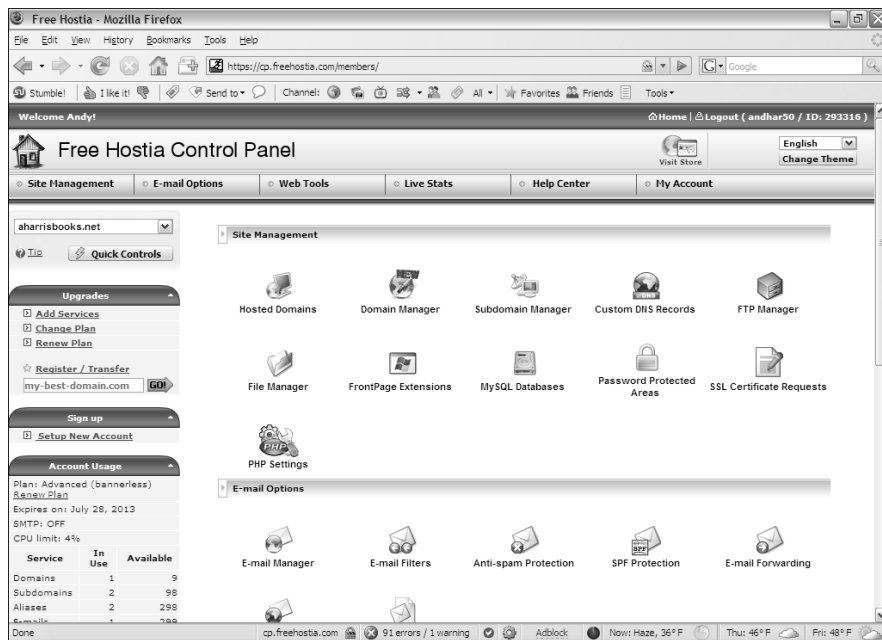 Free Hostia - Mozilla Firefox
File Edit View History Bookmarks Tools Help
https://cp.freehostia.com/members/
G Google
Stumble! I like it! Send to Channel: All Favorites Friends Tools
Welcome Andy!
Home | Logout ( andhar50 / ID: 293316 )
Free Hostia Control Panel
Visit Store
English
Change Theme
Site Management E-mail Options Web Tools Live Stats Help Center My Account
aharrisbooks.net
Tip Quick Controls
Upgrades
Add Services
Change Plan
Renew Plan
Register / Transfer
my-best-domain.com GO!
Sign up
Setup New Account
Account Usage
Plan: Advanced (bannerless)
Renew Plan
Expires on: July 28, 2013
SMTP: OFF
CPU limit: 4%
Service In Use Available
Domains 1 9
Subdomains 2 98
Aliases 2 298
E-mails 1 299
Site Management
Hosted Domains
NEW
Domain Manager
Subdomain Manager
DNS
Custom DNS Records
FTP Manager
File Manager
FrontPage Extensions
MySQL Databases
Password Protected Areas
SSL Certificate Requests
PHP
PHP Settings
E-mail Options
E-mail Manager
E-mail Filters
Anti-spam Protection
SPF
SPF Protection
E-mail Forwarding
Done cp.freehostia.com 91 errors / 1 warning Adblock Now: Haze, 36° F Thu: 46° F Fri: 48° F